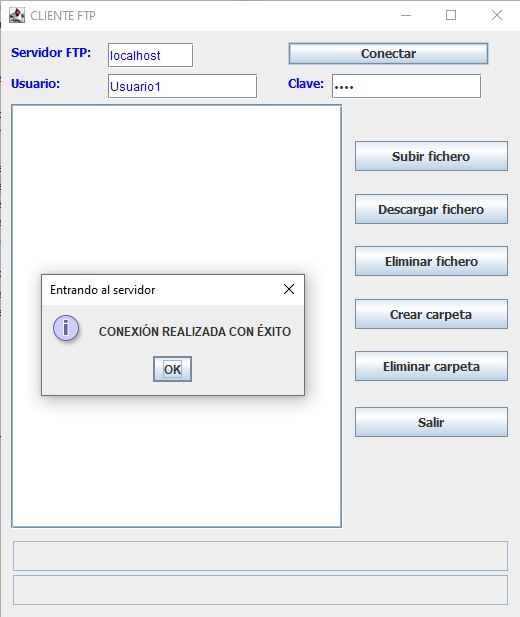 CLIENTE FTP
Servidor FTP: localhost Conectar
Usuario: Usuario1 Clave: ••••
Subir fichero
Descargar fichero
Eliminar fichero
Entrando al servidor
Crear carpeta
i CONEXIÓN REALIZADA CON ÉXITO
OK
Eliminar carpeta
Salir